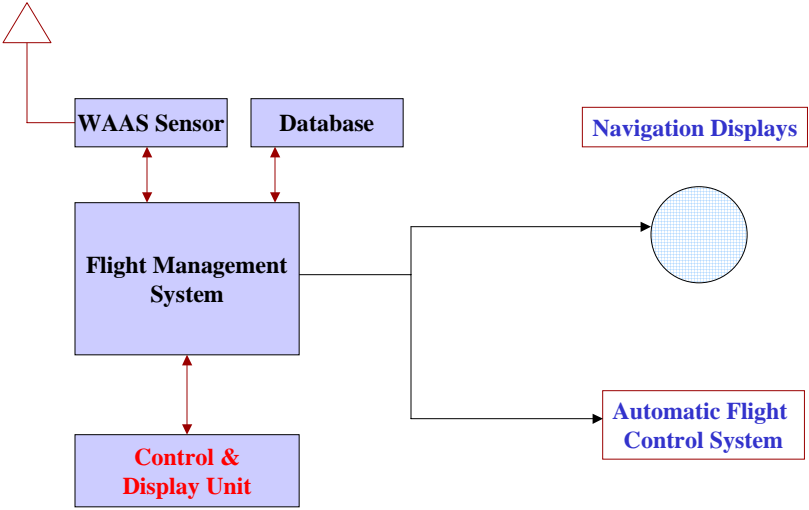 WAAS Sensor
Database
Navigation Displays
Flight Management
System
Automatic Flight
Control System
Control &
Display Unit